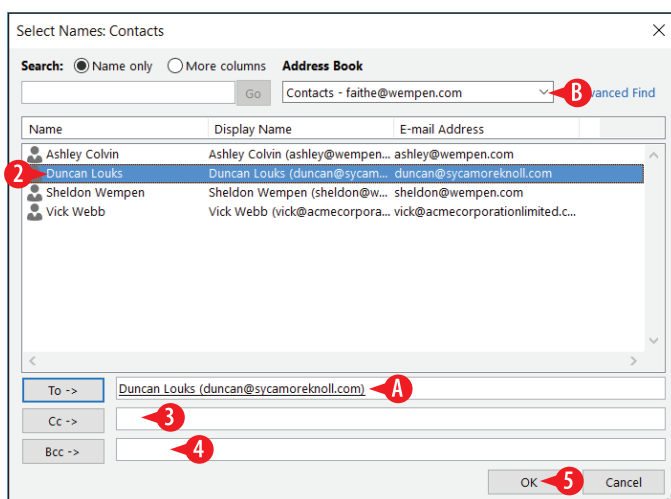 Select Names: Contacts
Search: Name only More columns Address Book
Go Contacts - faithe@wempen.com B vanced Find
Name Display Name E-mail Address
Ashley Colvin Ashley Colvin (ashley@wempen... ashley@wempen.com
2 Duncan Louks Duncan Louks (duncan@sycam... duncan@sycamoreknoll.com
Sheldon Wempen Sheldon Wempen (sheldon@w... sheldon@wempen.com
Vick Webb Vick Webb (vick@acmecorpora... vick@acmecorporationlimited.c...
To -> Duncan Louks (duncan@sycamoreknoll.com) A
Cc -> 3
Bcc -> 4
OK 5 Cancel